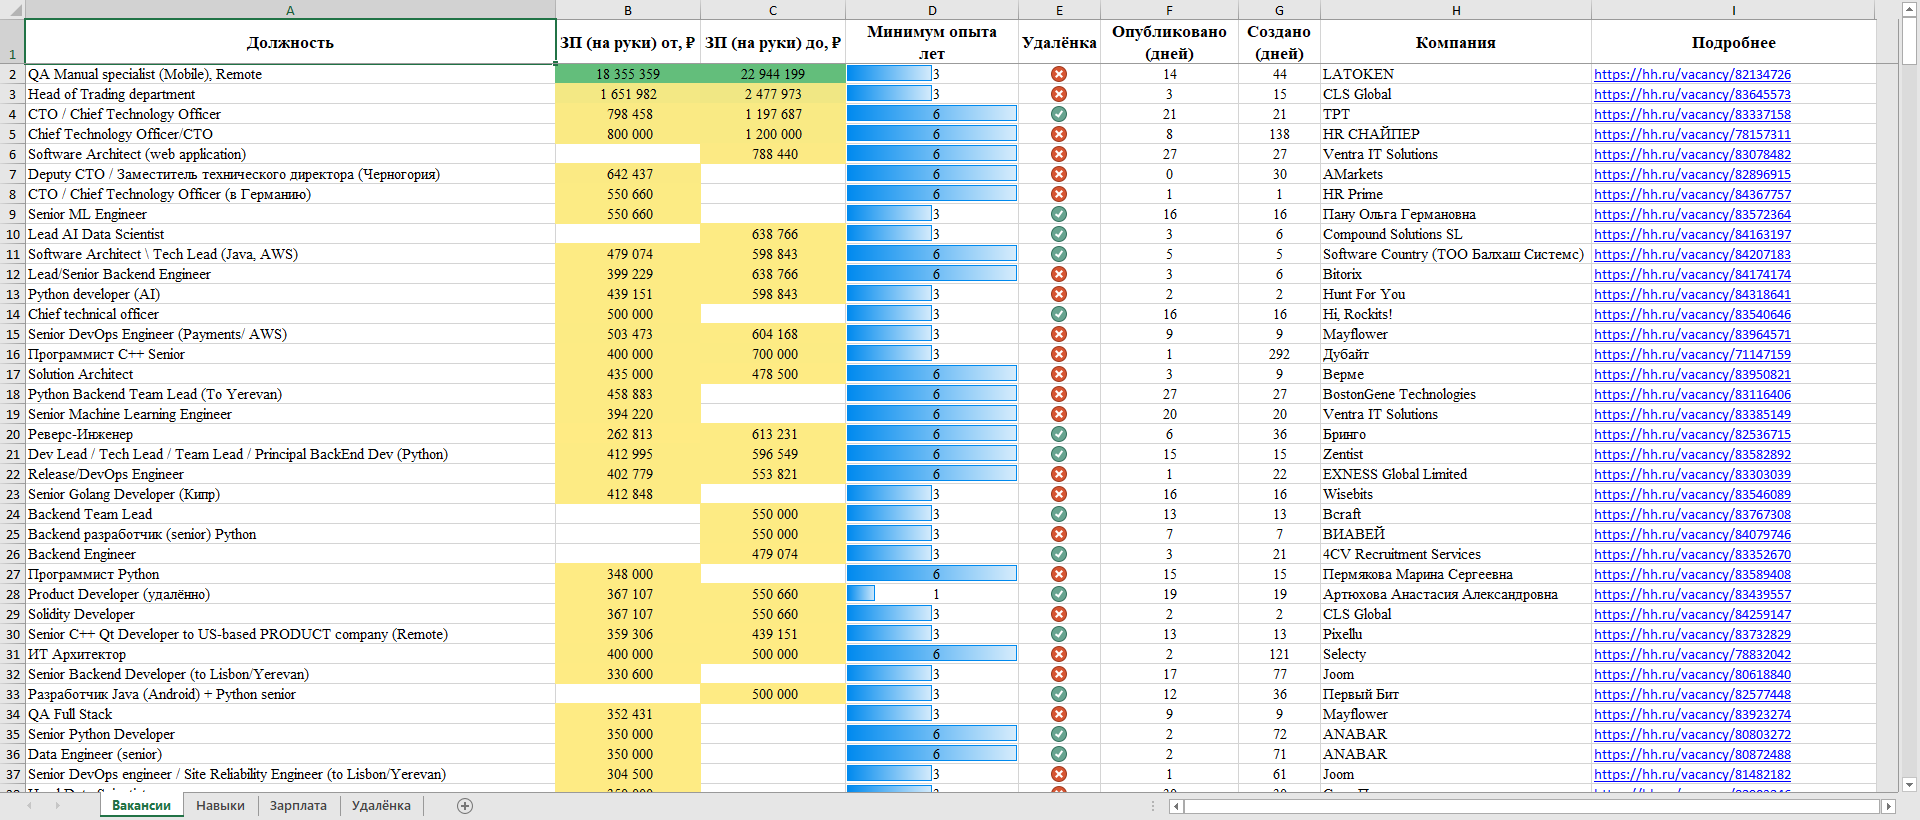 A B C D E F G H I
1 Должность ЗП (на руки) от, ₽ ЗП (на руки) до, ₽ Минимум опыта лет Удалёнка Опубликовано (дней) Создано (дней) Компания Подробнее
2 QA Manual specialist (Mobile), Remote 18 355 359 22 944 199 3 14 44 LATOKEN https://hh.ru/vacancy/82134726
3 Head of Trading department 1 651 982 2 477 973 3 3 15 CLS Global https://hh.ru/vacancy/83645573
4 CTO / Chief Technology Officer 798 458 1 197 687 6 21 21 ТРТ https://hh.ru/vacancy/83337158
5 Chief Technology Officer/CTO 800 000 1 200 000 6 8 138 HR СНАЙПЕР https://hh.ru/vacancy/78157311
6 Software Architect (web application) 788 440 6 27 27 Ventra IT Solutions https://hh.ru/vacancy/83078482
7 Deputy CTO / Заместитель технического директора (Черногория) 642 437 6 0 30 AMarkets https://hh.ru/vacancy/82896915
8 CTO / Chief Technology Officer (в Германию) 550 660 6 1 1 HR Prime https://hh.ru/vacancy/84367757
9 Senior ML Engineer 550 660 3 16 16 Пану Ольга Германовна https://hh.ru/vacancy/83572364
10 Lead AI Data Scientist 638 766 3 3 6 Compound Solutions SL https://hh.ru/vacancy/84163197
11 Software Architect \ Tech Lead (Java, AWS) 479 074 598 843 6 5 5 Software Country (ТОО Балхаш Системс) https://hh.ru/vacancy/84207183
12 Lead/Senior Backend Engineer 399 229 638 766 6 3 6 Bitorix https://hh.ru/vacancy/84174174
13 Python developer (AI) 439 151 598 843 3 2 2 Hunt For You https://hh.ru/vacancy/84318641
14 Chief technical officer 500 000 3 16 16 Hi, Rockits! https://hh.ru/vacancy/83540646
15 Senior DevOps Engineer (Payments/ AWS) 503 473 604 168 3 9 9 Mayflower https://hh.ru/vacancy/83964571
16 Программист C++ Senior 400 000 700 000 3 1 292 Дубайт https://hh.ru/vacancy/71147159
17 Solution Architect 435 000 478 500 6 3 9 Верме https://hh.ru/vacancy/83950821
18 Python Backend Team Lead (To Yerevan) 458 883 6 27 27 BostonGene Technologies https://hh.ru/vacancy/83116406
19 Senior Machine Learning Engineer 394 220 6 20 20 Ventra IT Solutions https://hh.ru/vacancy/83385149
20 Реверс-Инженер 262 813 613 231 6 6 36 Бринго https://hh.ru/vacancy/82536715
21 Dev Lead / Tech Lead / Team Lead / Principal BackEnd Dev (Python) 412 995 596 549 6 15 15 Zentist https://hh.ru/vacancy/83582892
22 Release/DevOps Engineer 402 779 553 821 6 1 22 EXNESS Global Limited https://hh.ru/vacancy/83303039
23 Senior Golang Developer (Кипр) 412 848 3 16 16 Wisebits https://hh.ru/vacancy/83546089
24 Backend Team Lead 550 000 3 13 13 Bcraft https://hh.ru/vacancy/83767308
25 Backend разработчик (senior) Python 550 000 3 7 7 ВИАВЕЙ https://hh.ru/vacancy/84079746
26 Backend Engineer 479 074 3 3 21 4CV Recruitment Services https://hh.ru/vacancy/83352670
27 Программист Python 348 000 6 15 15 Пермякова Марина Сергеевна https://hh.ru/vacancy/83589408
28 Product Developer (удалённо) 367 107 550 660 1 19 19 Артюхова Анастасия Александровна https://hh.ru/vacancy/83439557
29 Solidity Developer 367 107 550 660 3 2 2 CLS Global https://hh.ru/vacancy/84259147
30 Senior C++ Qt Developer to US-based PRODUCT company (Remote) 359 306 439 151 3 13 13 Pixellu https://hh.ru/vacancy/83732829
31 ИТ Архитектор 400 000 500 000 6 2 121 Selecty https://hh.ru/vacancy/78832042
32 Senior Backend Developer (to Lisbon/Yerevan) 330 600 3 17 77 Joom https://hh.ru/vacancy/80618840
33 Разработчик Java (Android) + Python senior 500 000 3 12 36 Первый Бит https://hh.ru/vacancy/82577448
34 QA Full Stack 352 431 3 9 9 Mayflower https://hh.ru/vacancy/83923274
35 Senior Python Developer 350 000 6 2 72 ANABAR https://hh.ru/vacancy/80803272
36 Data Engineer (senior) 350 000 6 2 71 ANABAR https://hh.ru/vacancy/80872488
37 Senior DevOps engineer / Site Reliability Engineer (to Lisbon/Yerevan) 304 500 3 1 61 Joom https://hh.ru/vacancy/81482182
Вакансии Навыки Зарплата Удалёнка